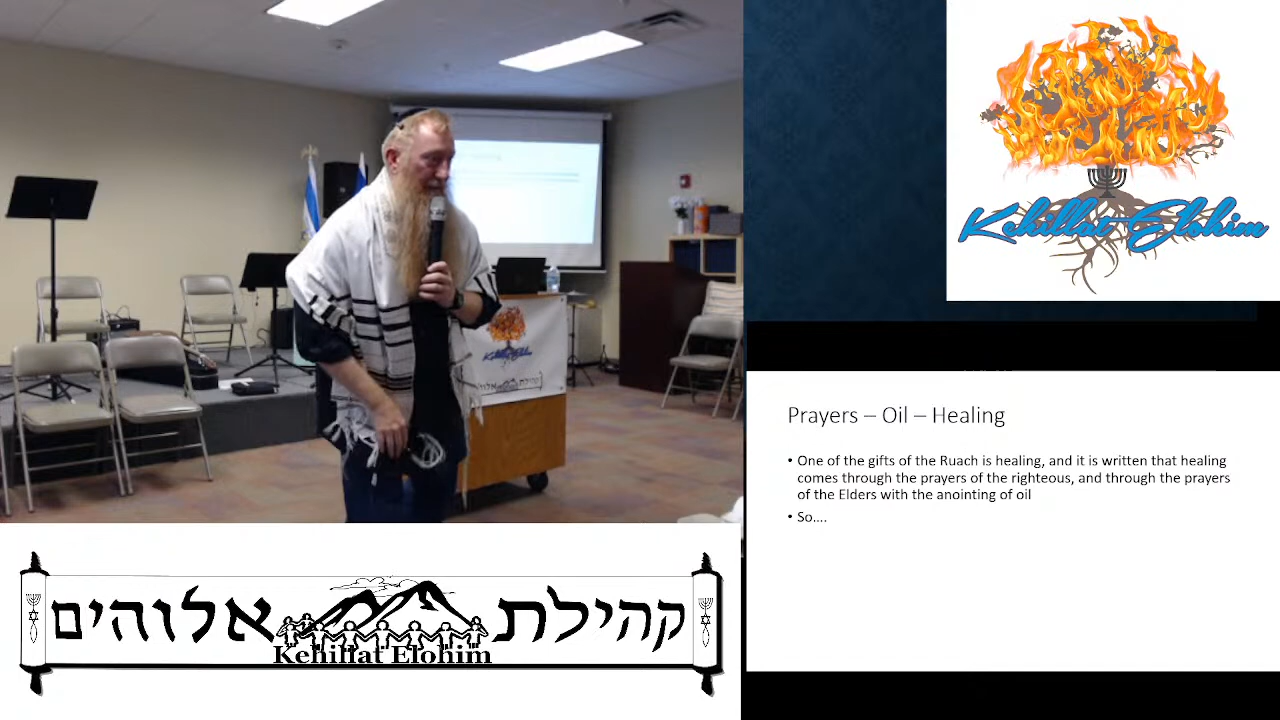 Kehillat Elohim
Prayers – Oil – Healing
• One of the gifts of the Ruach is healing, and it is written that healing
comes through the prayers of the righteous, and through the prayers
of the Elders with the anointing of oil
• So....
קהילת אלוהים
Kehillat Elohim